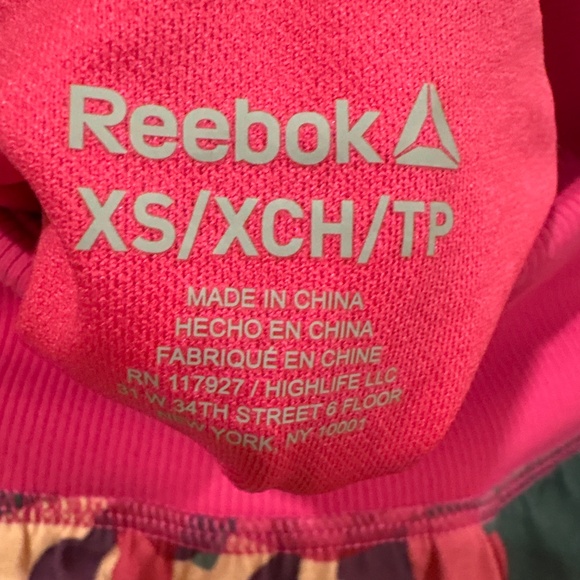 Reebok
XS/XCH/TP
MADE IN CHINA
HECHO EN CHINA
FABRIQUÉ EN CHINE
RN 117927 / HIGHLIFE LLC
31 W 34TH STREET 6 FLOOR
NEW YORK, NY 10001